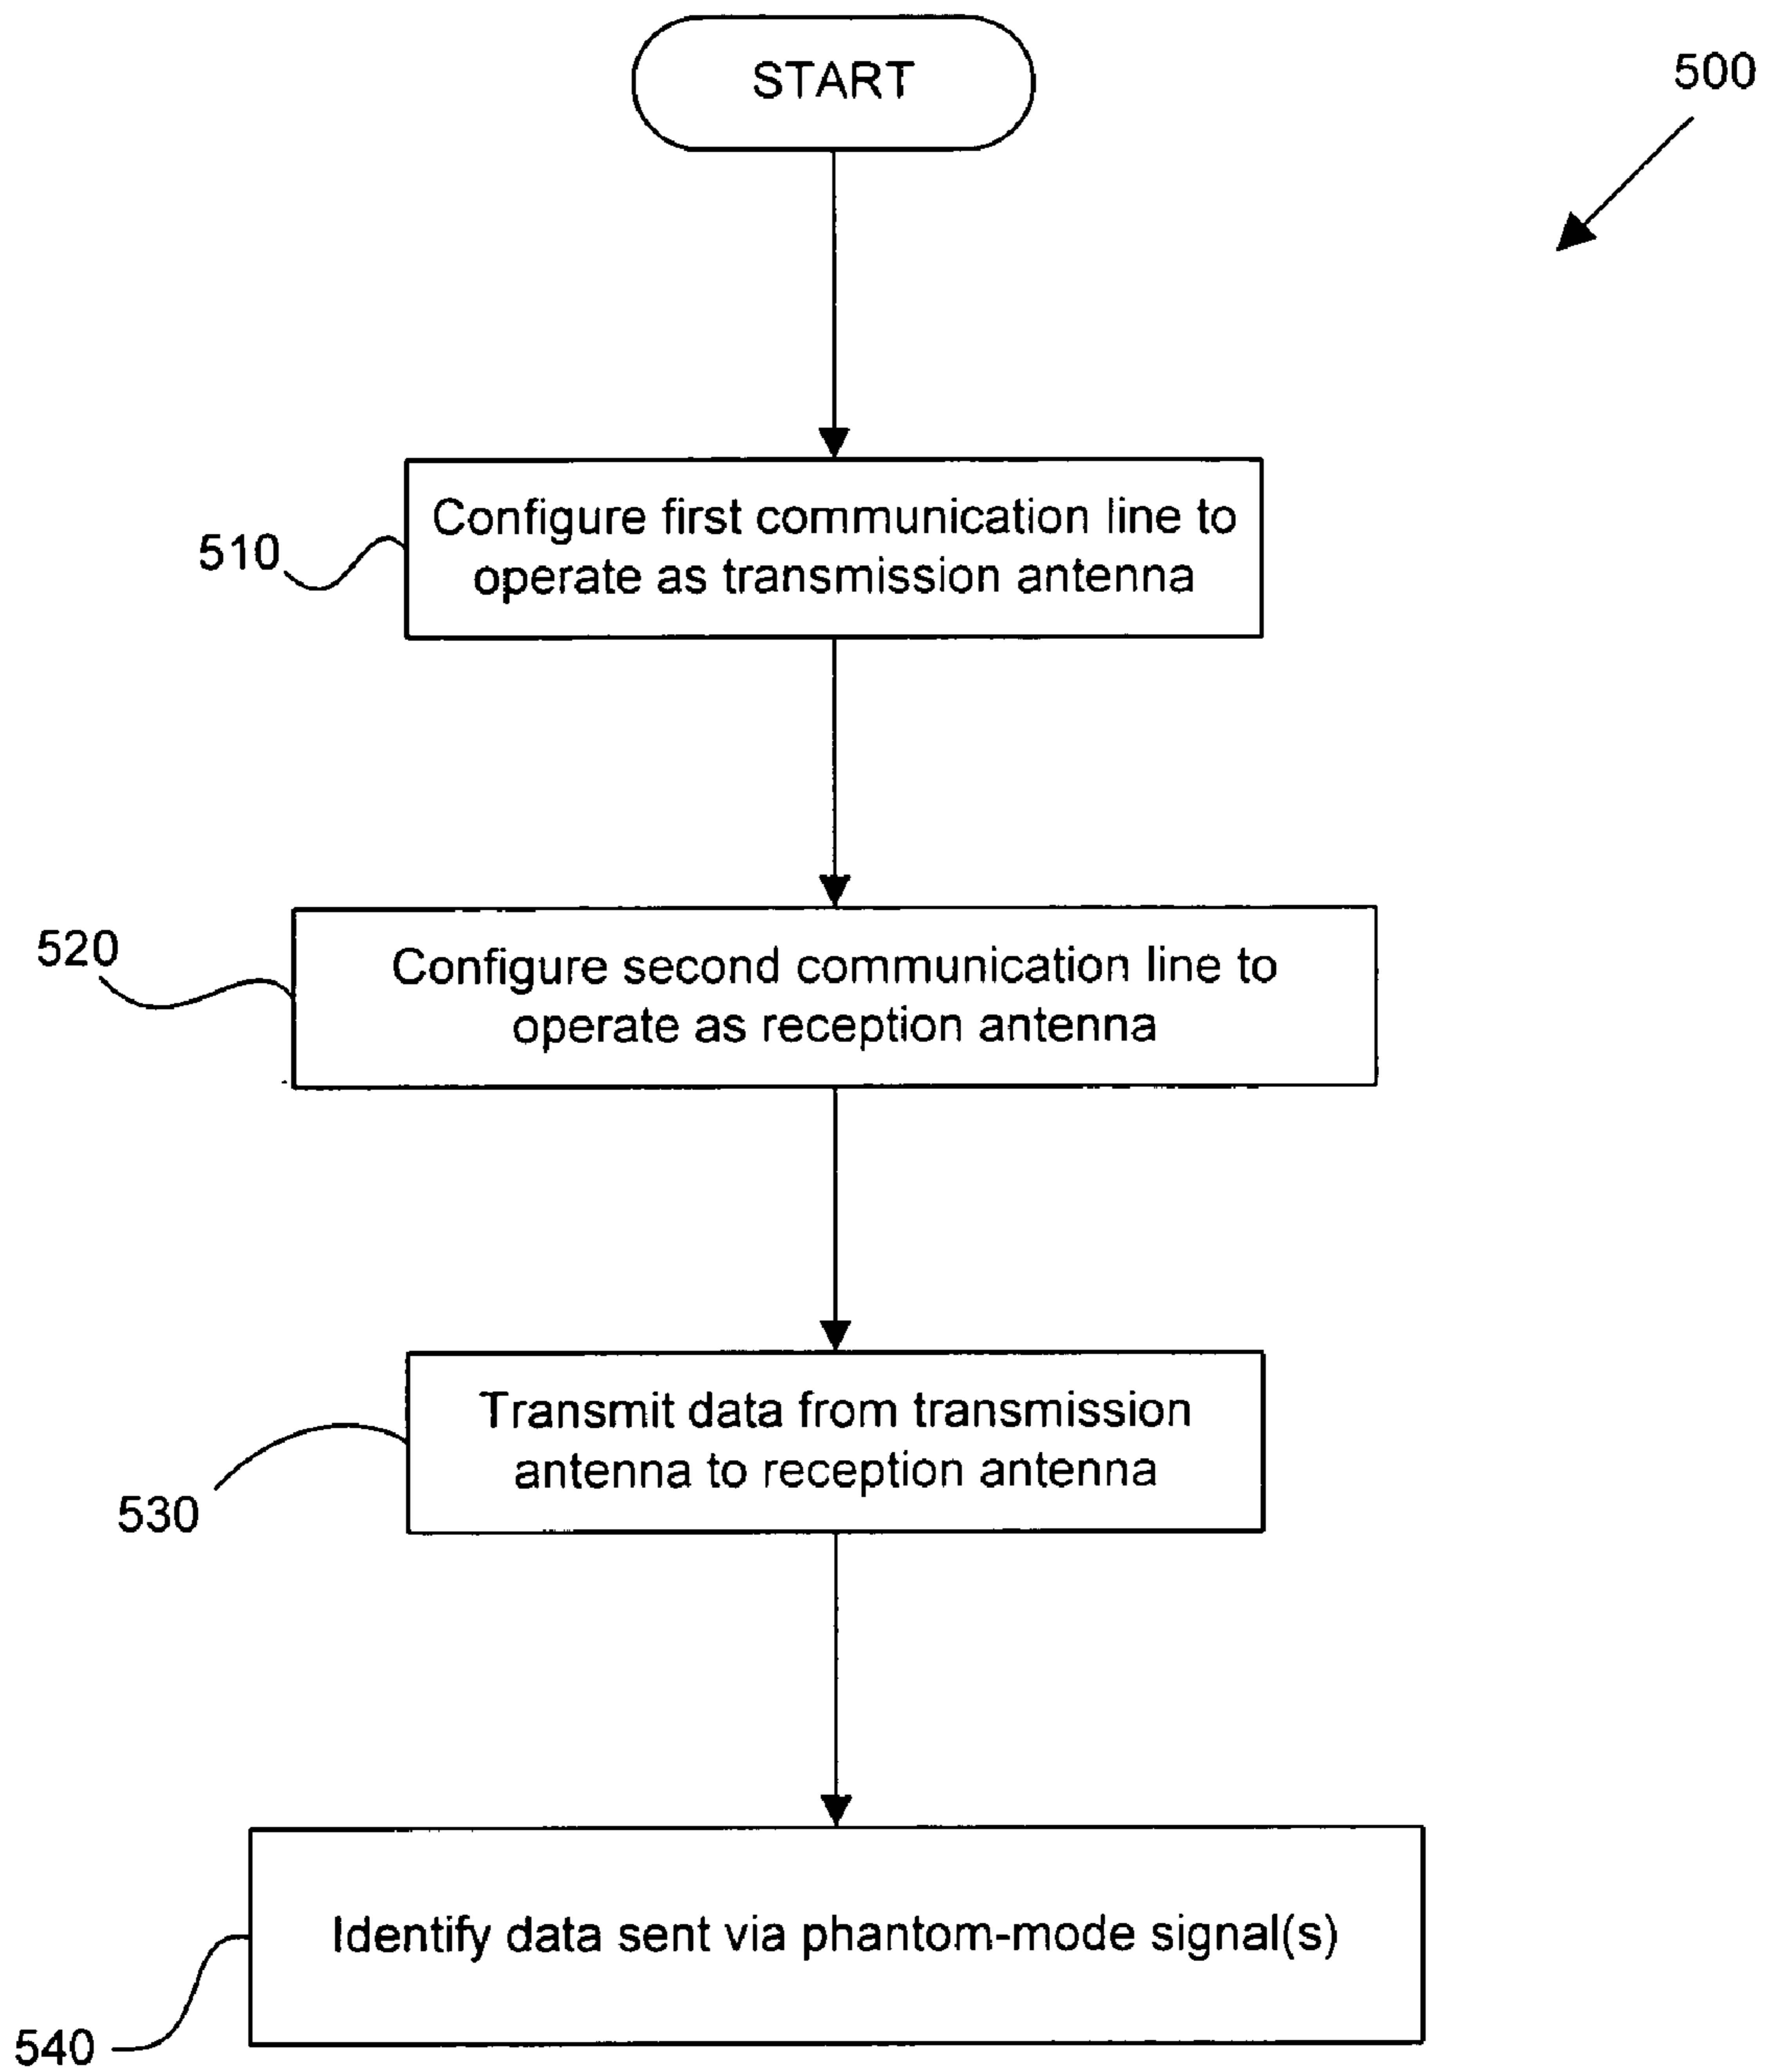 START
500
510
Configure first communication line to
operate as transmission antenna
520
Configure second communication line to
operate as reception antenna
530
Transmit data from transmission
antenna to reception antenna
540
Identify data sent via phantom-mode signal(s)